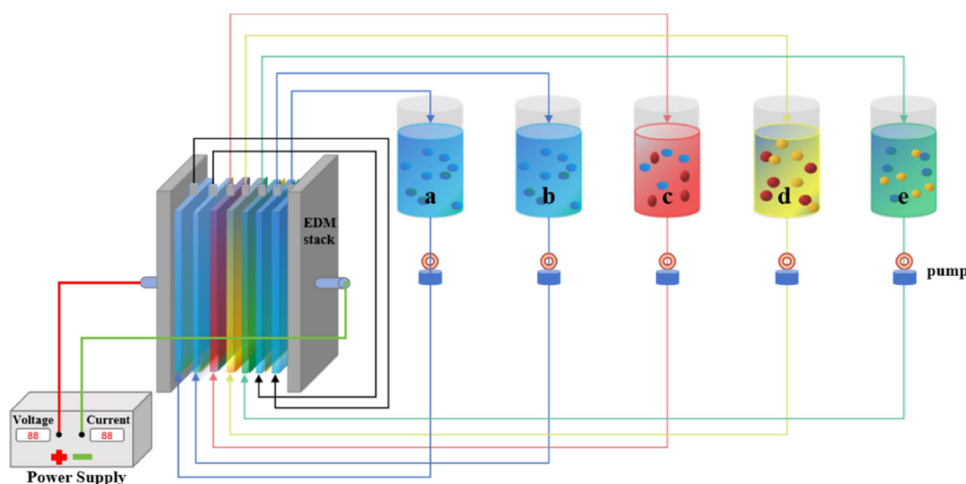 a
b
c
d
e
EDM
stack
pump
Voltage
Current
88
88
Power Supply